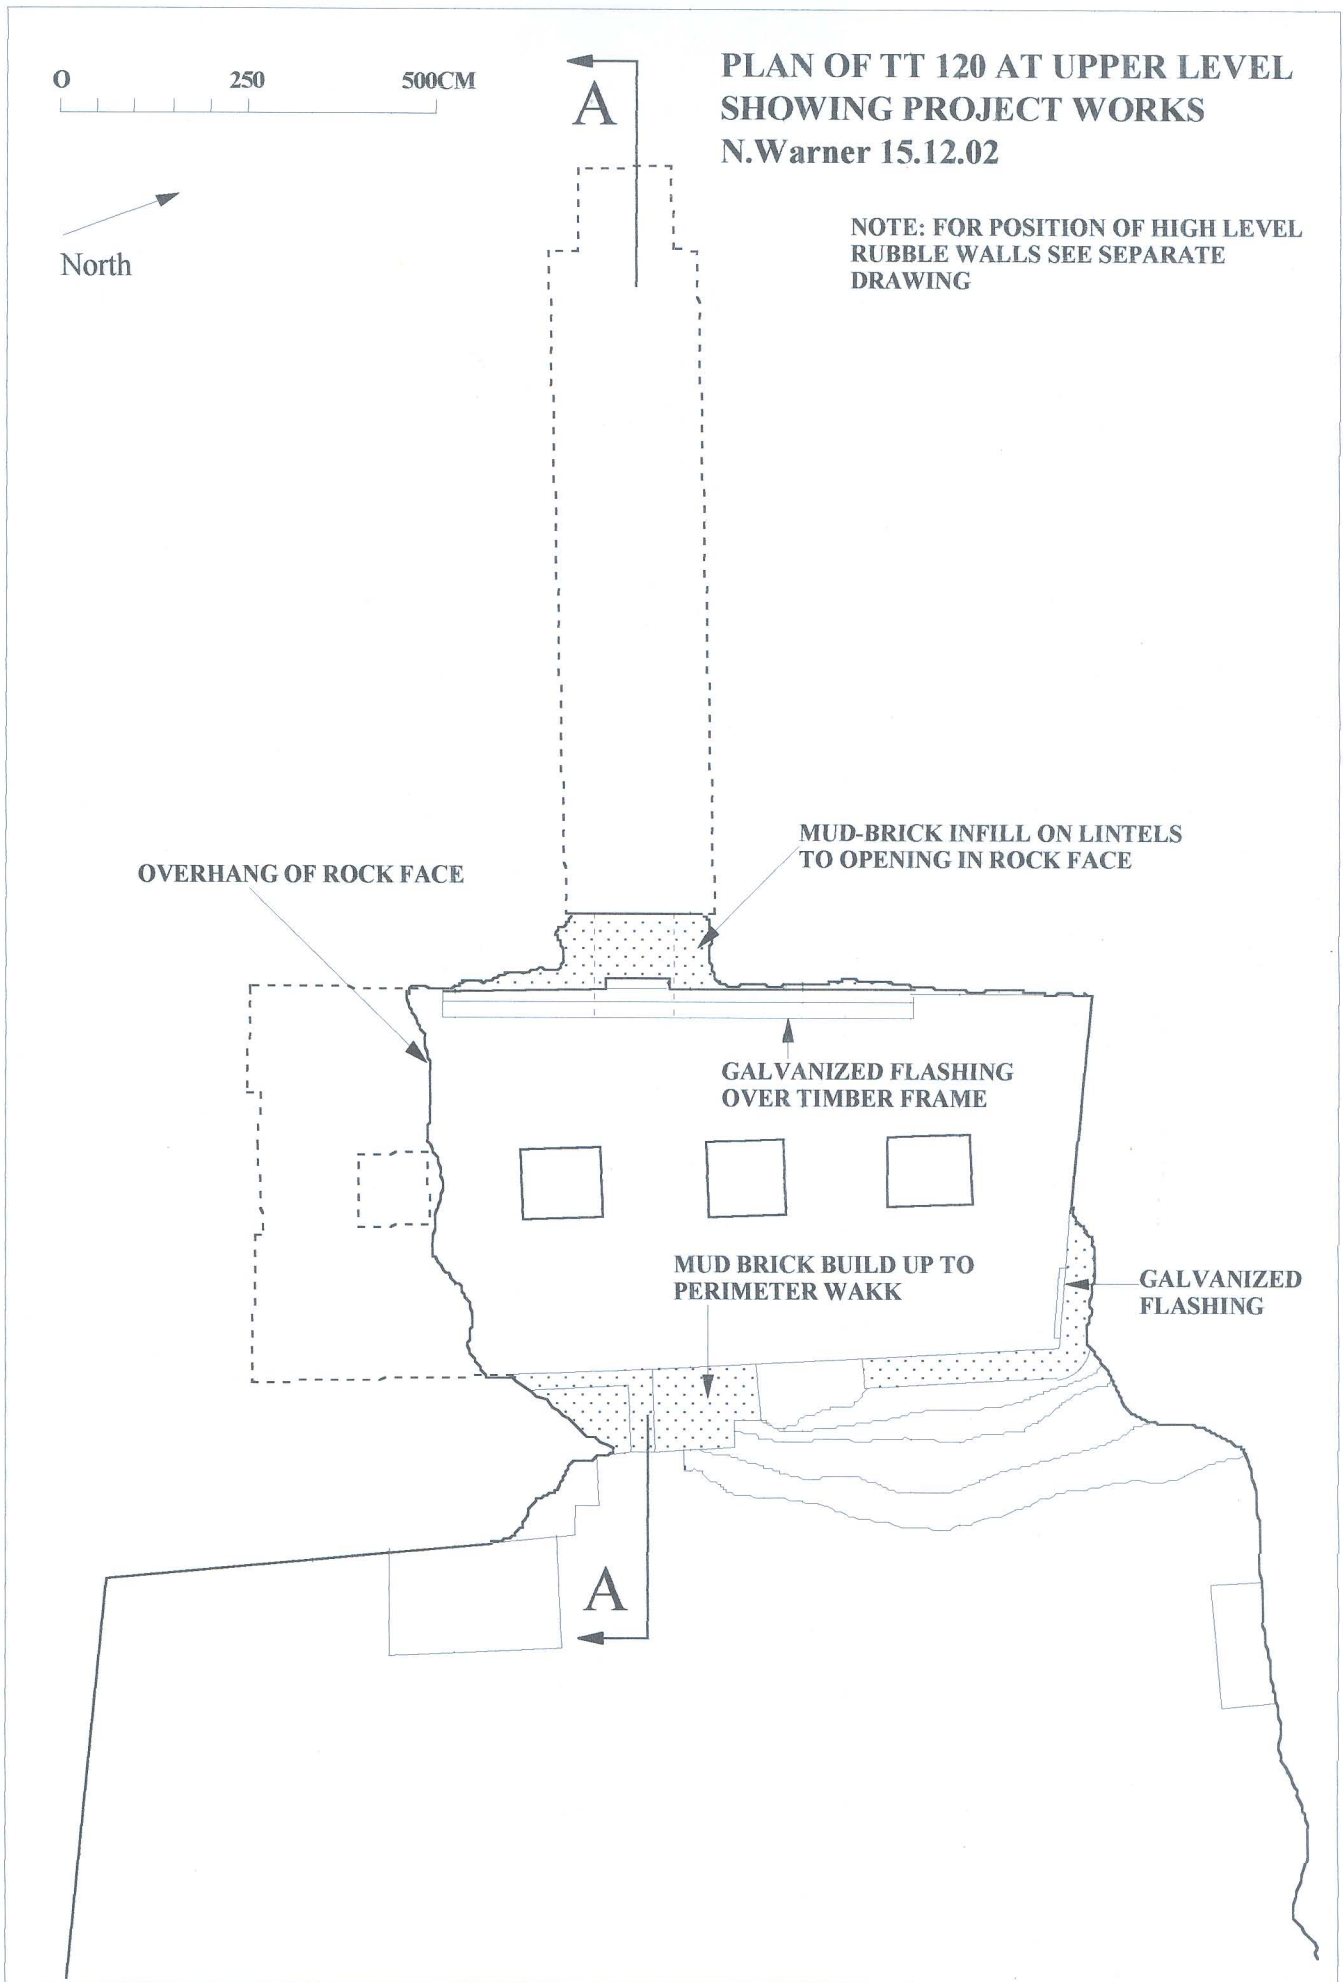 O 250 500CM
A
PLAN OF TT 120 AT UPPER LEVEL
SHOWING PROJECT WORKS
N.Warner 15.12.02
North
NOTE: FOR POSITION OF HIGH LEVEL
RUBBLE WALLS SEE SEPARATE
DRAWING
MUD-BRICK INFILL ON LINTELS
TO OPENING IN ROCK FACE
OVERHANG OF ROCK FACE
GALVANIZED FLASHING
OVER TIMBER FRAME
MUD BRICK BUILD UP TO
PERIMETER WAKK
GALVANIZED
FLASHING
A